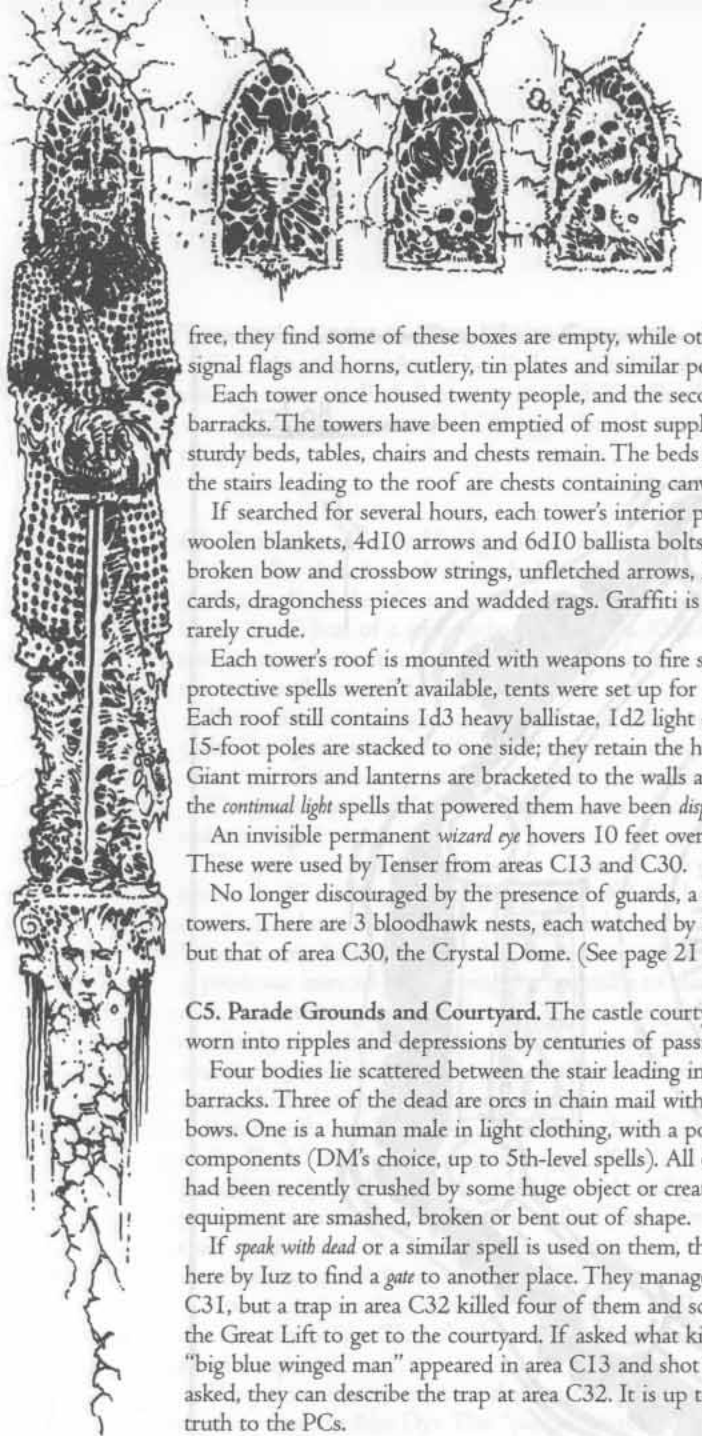 free, they find some of these boxes are empty, while
signal flags and horns, cutlery, tin plates and similar
Each tower once housed twenty people, and the
barracks. The towers have been emptied of most
sturdy beds, tables, chairs and chests remain. The beds
the stairs leading to the roof are chests containing
If searched for several hours, each tower's interior
woolen blankets, 4d10 arrows and 6d10 ballista bolts
broken bow and crossbow strings, unfletched arrows,
cards, dragonchess pieces and wadded rags. Graffiti is
rarely crude.
Each tower's roof is mounted with weapons to fire
protective spells weren't available, tents were set up for
Each roof still contains 1d3 heavy ballistae, 1d2 light
15-foot poles are stacked to one side; they retain the
Giant mirrors and lanterns are bracketed to the walls
the continual light spells that powered them have been
An invisible permanent wizard eye hovers 10 feet over
These were used by Tenser from areas C13 and C30.
No longer discouraged by the presence of guards, a
towers. There are 3 bloodhawk nests, each watched by
but that of area C30, the Crystal Dome. (See page 21
C5. Parade Grounds and Courtyard. The castle
worn into ripples and depressions by centuries of
Four bodies lie scattered between the stair leading
barracks. Three of the dead are orcs in chain mail with
bows. One is a human male in light clothing, with a
components (DM's choice, up to 5th-level spells). All
had been recently crushed by some huge object or
equipment are smashed, broken or bent out of shape.
If speak with dead or a similar spell is used on them,
here by Iuz to find a gate to another place. They
C31, but a trap in area C32 killed four of them and
the Great Lift to get to the courtyard. If asked what
"big blue winged man" appeared in area C13 and shot
asked, they can describe the trap at area C32. It is up
truth to the PCs.